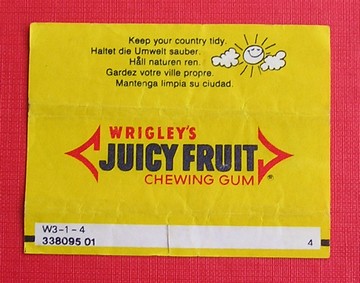 Keep your country tidy.
Haltet die Umwelt sauber.
Håll naturen ren.
Gardez votre ville propre.
Mantenga limpia su ciudad.
WRIGLEY'S
JUICY FRUIT
CHEWING GUM®
W3-1-4
338095 01
4